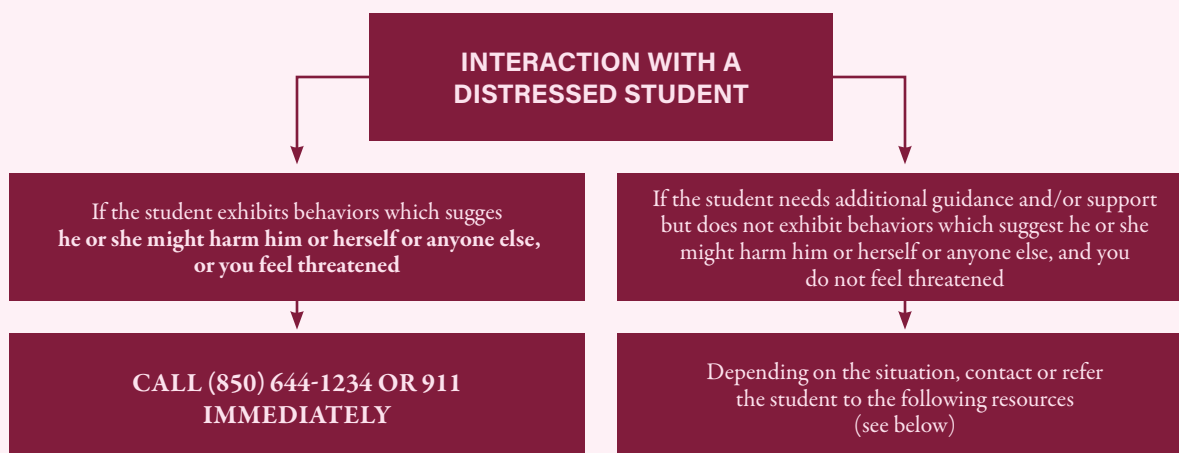 INTERACTION WITH A
DISTRESSED STUDENT
If the student exhibits behaviors which sugges
he or she might harm him or herself or anyone else,
or you feel threatened
CALL (850) 644-1234 OR 911
IMMEDIATELY
If the student needs additional guidance and/or support
but does not exhibit behaviors which suggest he or she
might harm him or herself or anyone else, and you
do not feel threatened
Depending on the situation, contact or refer
the student to the following resources
(see below)